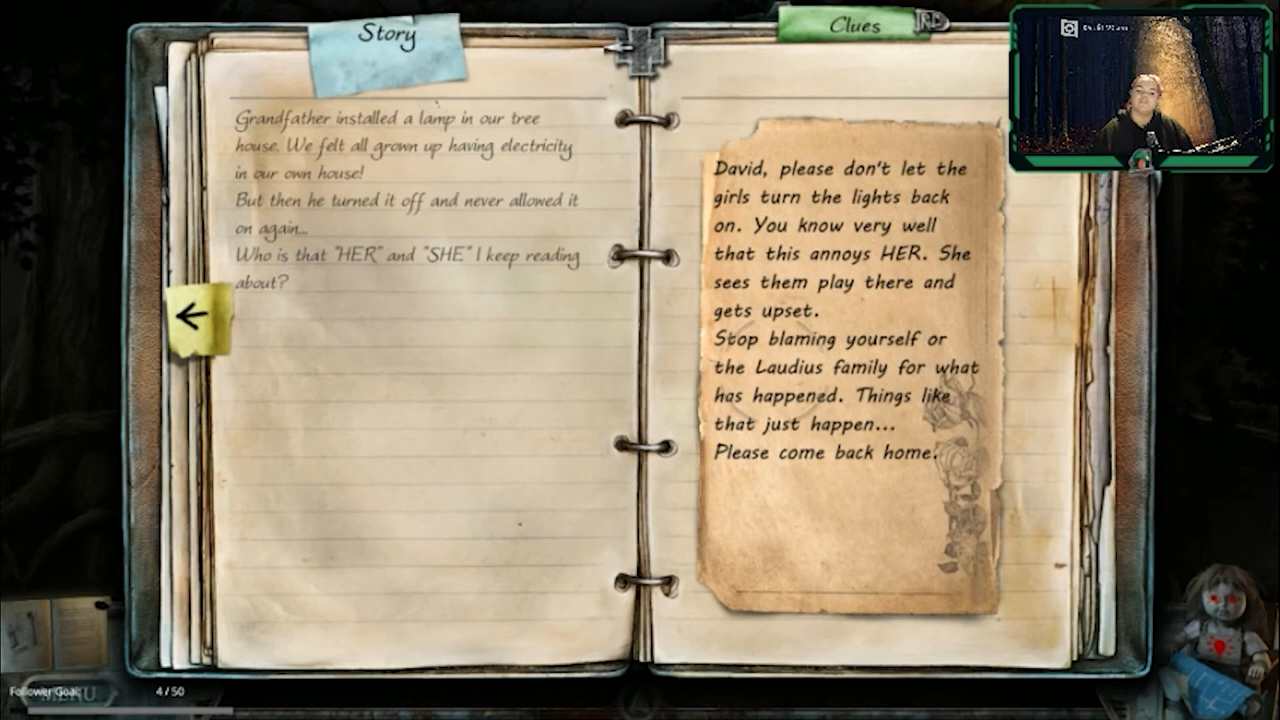 Story
Clues
Grandfather installed a lamp in our tree
house. We felt all grown up having electricity
in our own house!
But then he turned it off and never allowed it
on again...
Who is that "HER" and "SHE" I keep reading
about?
David, please don't let the
girls turn the lights back
on. You know very well
that this annoys HER. She
sees them play there and
gets upset.
Stop blaming yourself or
the Laudius family for what
has happened. Things like
that just happen...
Please come back home.
Follower Goal
4 / 50
MENU